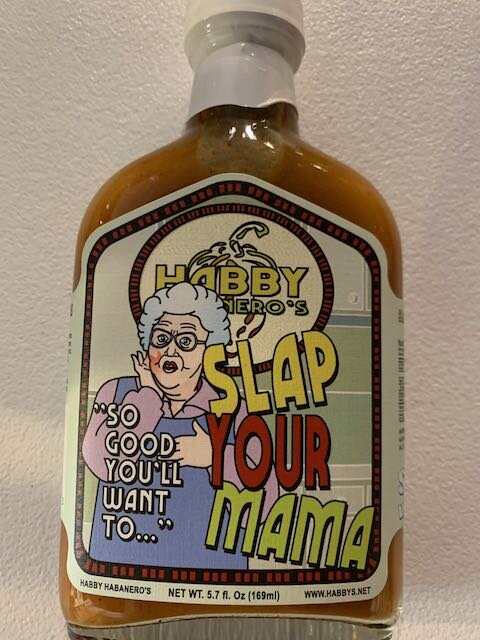 HABBY
NERO'S
SLAP
YOUR
MAMA
"SO
GOOD
YOU'LL
WANT
TO..."
HABBY HABANERO'S NET WT. 5.7 fl. Oz (169ml) WWW.HABBYS.NET